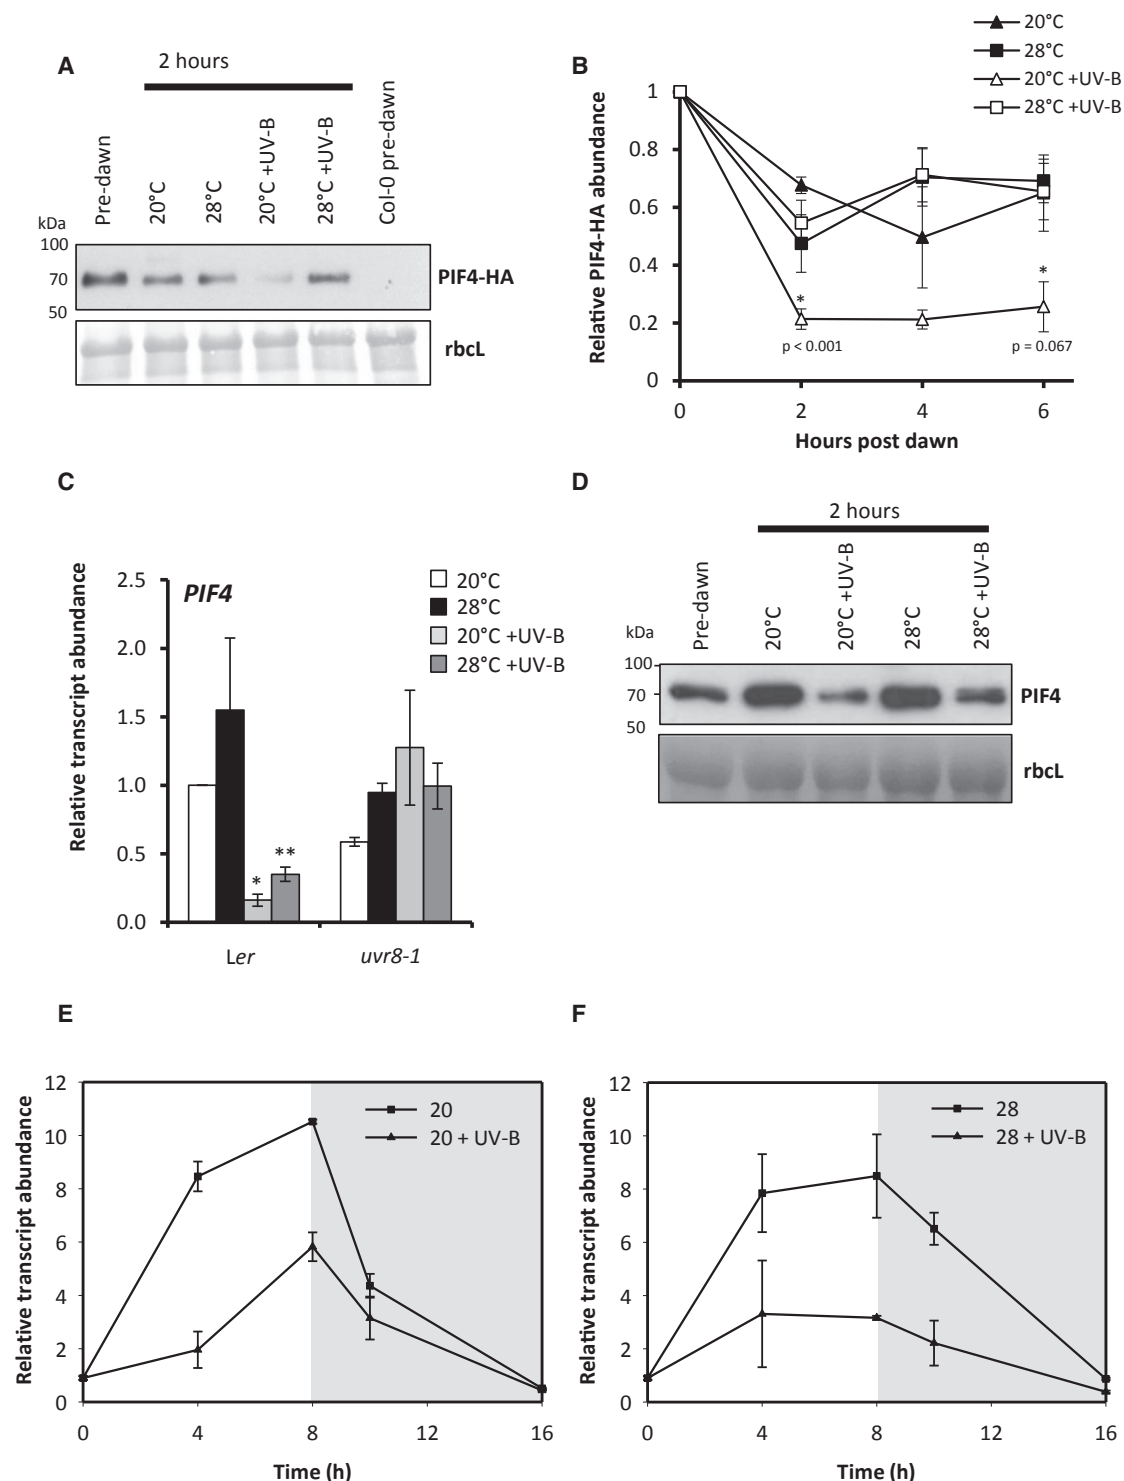 A
2 hours
Pre-dawn
20°C
28°C
20°C +UV-B
28°C +UV-B
Col-0 pre-dawn
kDa
100
70
50
PIF4-HA
rbcL
B
20°C
28°C
20°C +UV-B
28°C +UV-B
Relative PIF4-HA abundance
1
0.8
0.6
0.4
0.2
0
*
*
p < 0.001
p = 0.067
0
2
4
6
Hours post dawn
C
PIF4
20°C
28°C
20°C +UV-B
28°C +UV-B
Relative transcript abundance
2.5
2.0
1.5
1.0
0.5
0.0
*
**
Ler
uvr8-1
D
2 hours
Pre-dawn
20°C
20°C +UV-B
28°C
28°C +UV-B
kDa
100
70
50
PIF4
rbcL
E
Relative transcript abundance
12
10
8
6
4
2
0
20
20 + UV-B
0
4
8
12
16
Time (h)
F
Relative transcript abundance
12
10
8
6
4
2
0
28
28 + UV-B
0
4
8
12
16
Time (h)